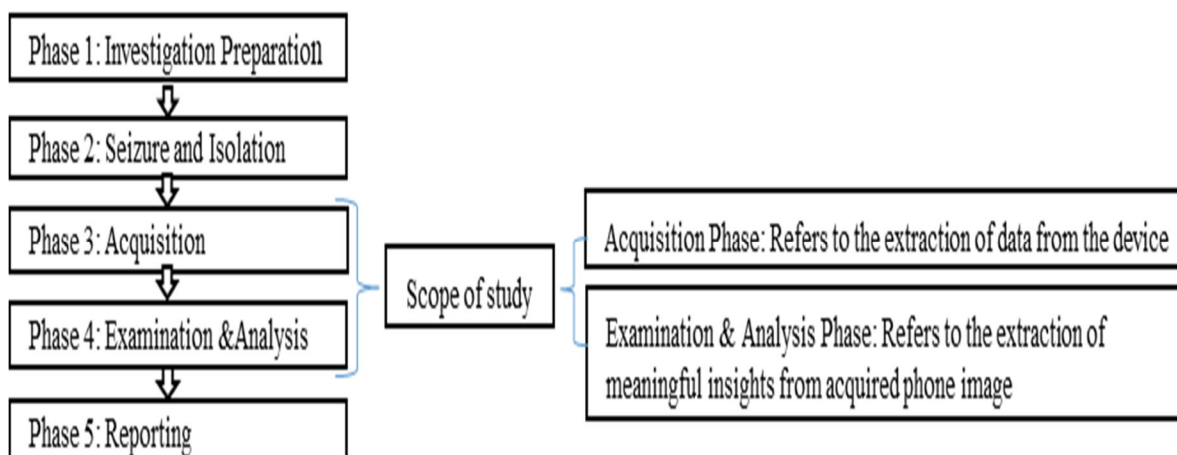 Phase 1: Investigation Preparation
Phase 2: Seizure and Isolation
Phase 3: Acquisition
Phase 4: Examination &Analysis
Phase 5: Reporting
Scope of study
Acquisition Phase: Refers to the extraction of data from the device
Examination & Analysis Phase: Refers to the extraction of
meaningful insights from acquired phone image